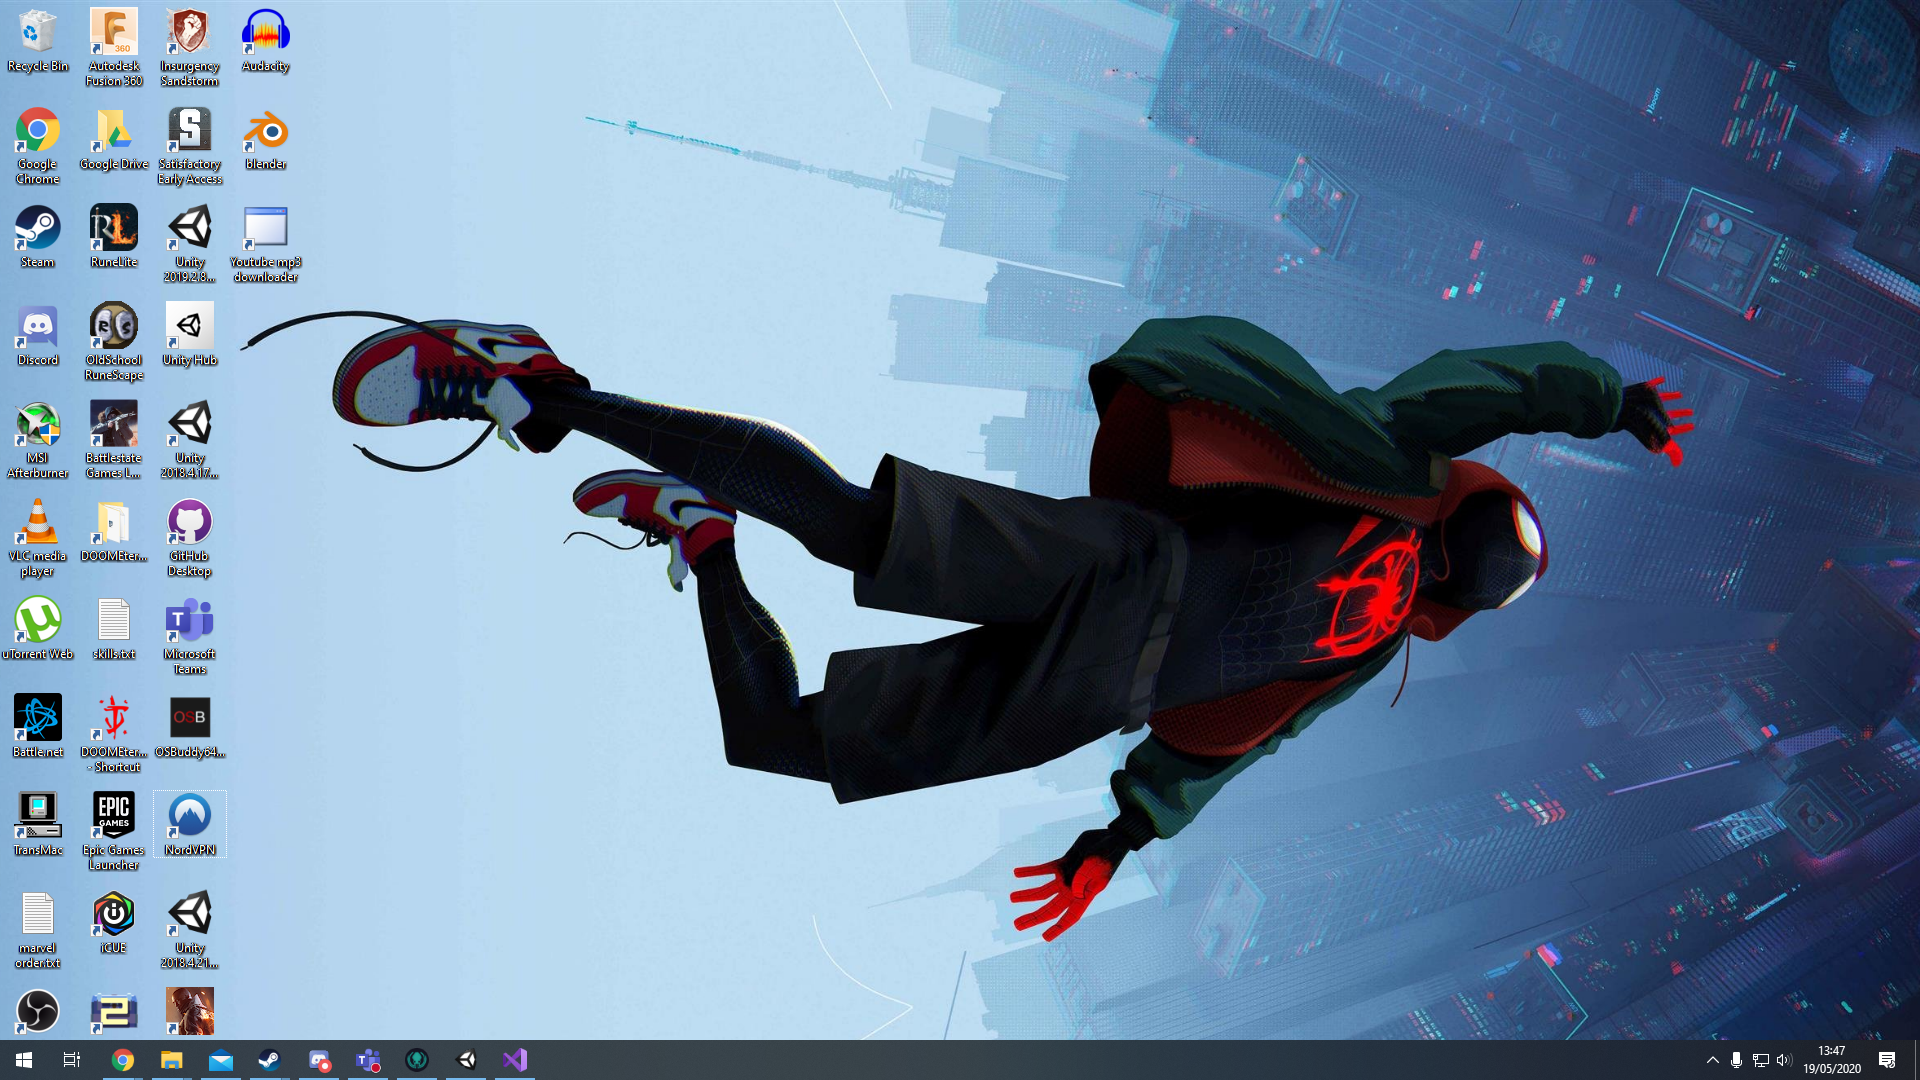 Recycle Bin
Autodesk
Fusion 360
Insurgency
Sandstorm
Audacity
Google
Chrome
Google Drive
Satisfactory
Early Access
blender
Steam
RuneLite
Unity
2019.2.8...
Youtube mp3
downloader
Discord
OldSchool
RuneScape
Unity Hub
MSI
Afterburner
Battlestate
Games L...
Unity
2018.4.17...
VLC media
player
DOOMEter...
GitHub
Desktop
uTorrent Web
skills.txt
Microsoft
Teams
Battle.net
DOOMEter...
- Shortcut
OSB
OSBuddy64...
TransMac
EPIC
GAMES
Epic Games
Launcher
NordVPN
marvel
order.txt
iCUE
Unity
2018.4.21...
13:47
19/05/2020